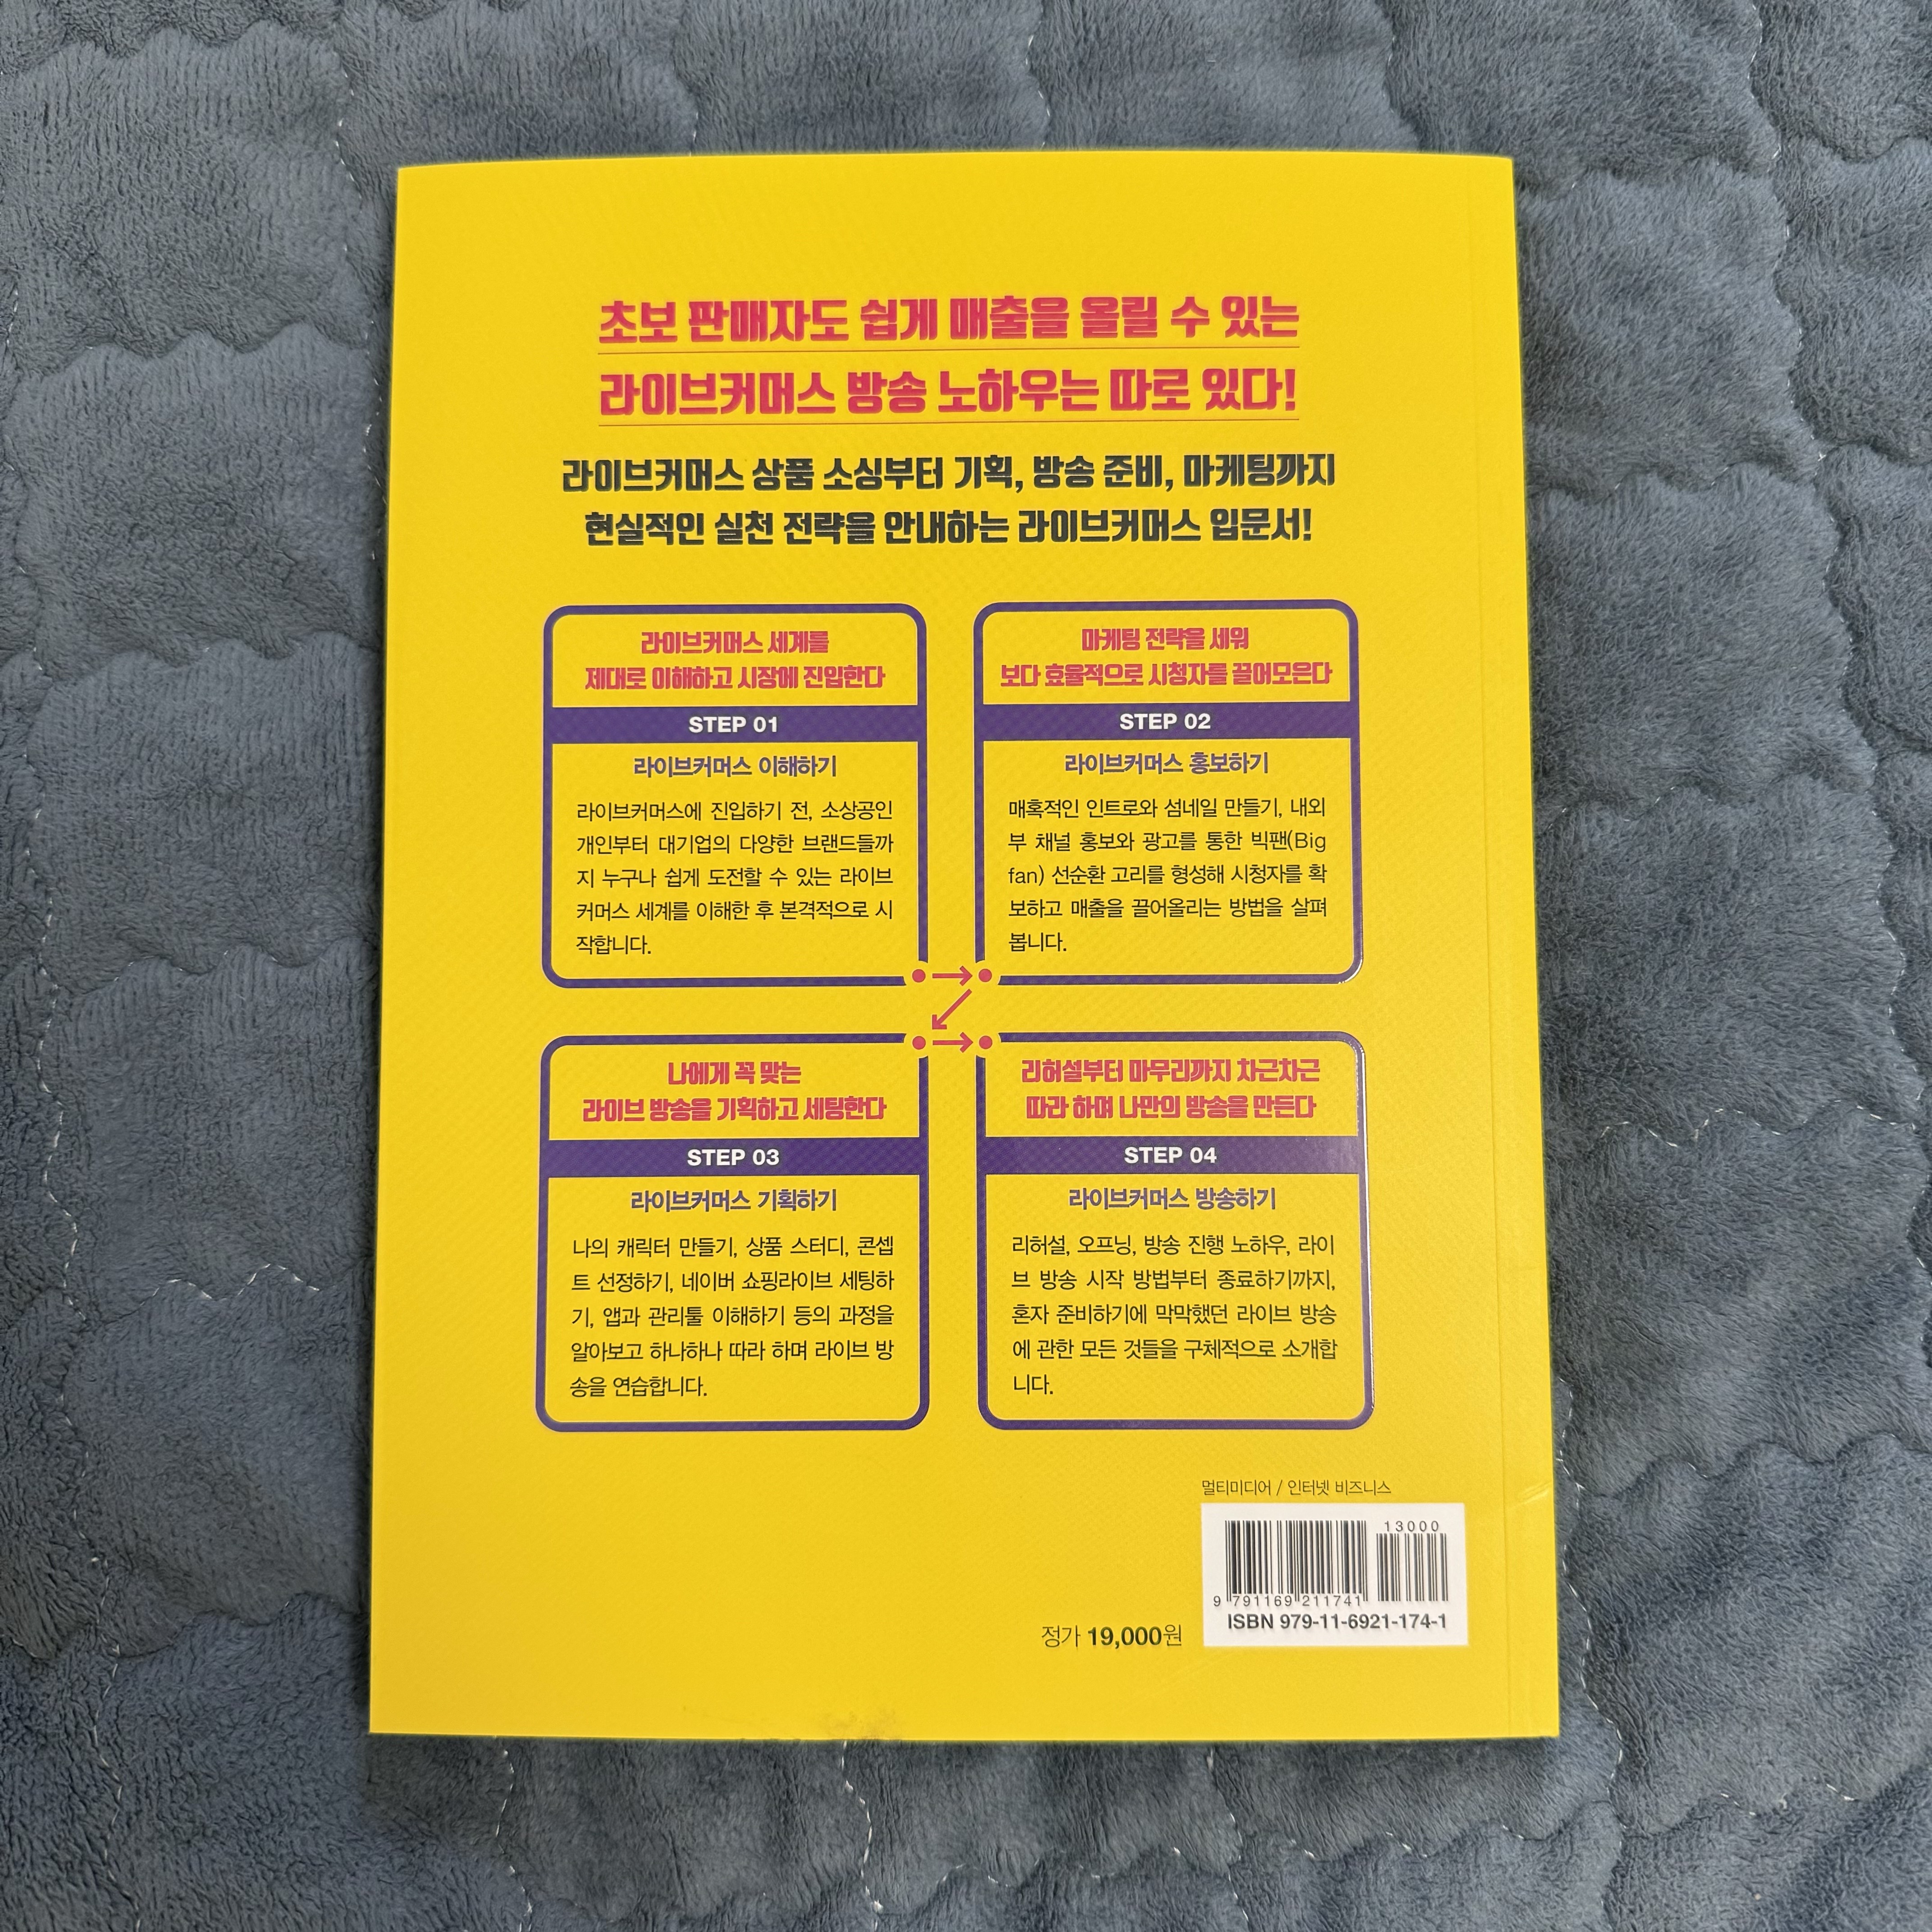 초보 판매자도 쉽게 매출을 올릴 수 있는
라이브커머스 방송 노하우는 따로 있다!
라이브커머스 상품 소싱부터 기획, 방송 준비, 마케팅까지
현실적인 실천 전략을 안내하는 라이브커머스 입문서!
라이브커머스 세계를
제대로 이해하고 시장에 진입한다
STEP 01
라이브커머스 이해하기
라이브커머스에 진입하기 전, 소상공인
개인부터 대기업의 다양한 브랜드들까
지 누구나 쉽게 도전할 수 있는 라이브
커머스 세계를 이해한 후 본격적으로 시
작합니다.
마케팅 전략을 세워
보다 효율적으로 시청자를 끌어모은다
STEP 02
라이브커머스 홍보하기
매혹적인 인트로와 섬네일 만들기, 내외
부 채널 홍보와 광고를 통한 빅팬(Big
fan) 선순환 고리를 형성해 시청자를 확
보하고 매출을 끌어올리는 방법을 살펴
봅니다.
나에게 꼭 맞는
라이브 방송을 기획하고 세팅한다
STEP 03
라이브커머스 기획하기
나의 캐릭터 만들기, 상품 스터디, 콘셉
트 선정하기, 네이버 쇼핑라이브 세팅하
기, 앱과 관리툴 이해하기 등의 과정을
알아보고 하나하나 따라 하며 라이브 방
송을 연습합니다.
리허설부터 마무리까지 차근차근
따라 하며 나만의 방송을 만든다
STEP 04
라이브커머스 방송하기
리허설, 오프닝, 방송 진행 노하우, 라이
브 방송 시작 방법부터 종료하기까지,
혼자 준비하기에 막막했던 라이브 방송
에 관한 모든 것들을 구체적으로 소개합
니다.
멀티미디어 / 인터넷 비즈니스
13000
9 791169 211741
ISBN 979-11-6921-174-1
정가 19,000원